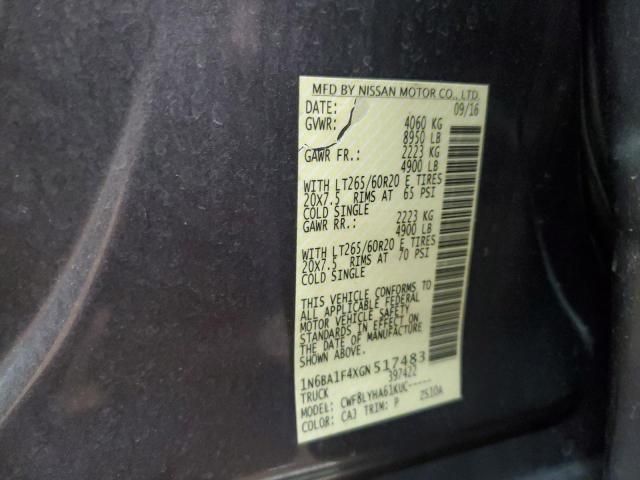 MFD BY NISSAN MOTOR CO., LTD.
DATE: 09/16
GVWR: 4060 KG
8950 LB
GAWR FR.: 2223 KG
4900 LB
WITH LT265/60R20 E TIRES
20X7.5 RIMS AT 65 PSI
COLD SINGLE
GAWR RR.: 2223 KG
4900 LB
WITH LT265/60R20 E TIRES
20X7.5 RIMS AT 70 PSI
COLD SINGLE
THIS VEHICLE CONFORMS TO
ALL APPLICABLE FEDERAL
MOTOR VEHICLE SAFETY
STANDARDS IN EFFECT ON
THE DATE OF MANUFACTURE
SHOWN ABOVE.
1N6BA1F4XGN517483
TRUCK 397422
MODEL: CWF8LYHA61KUC-----
COLOR: CAJ TRIM: P 2S10A